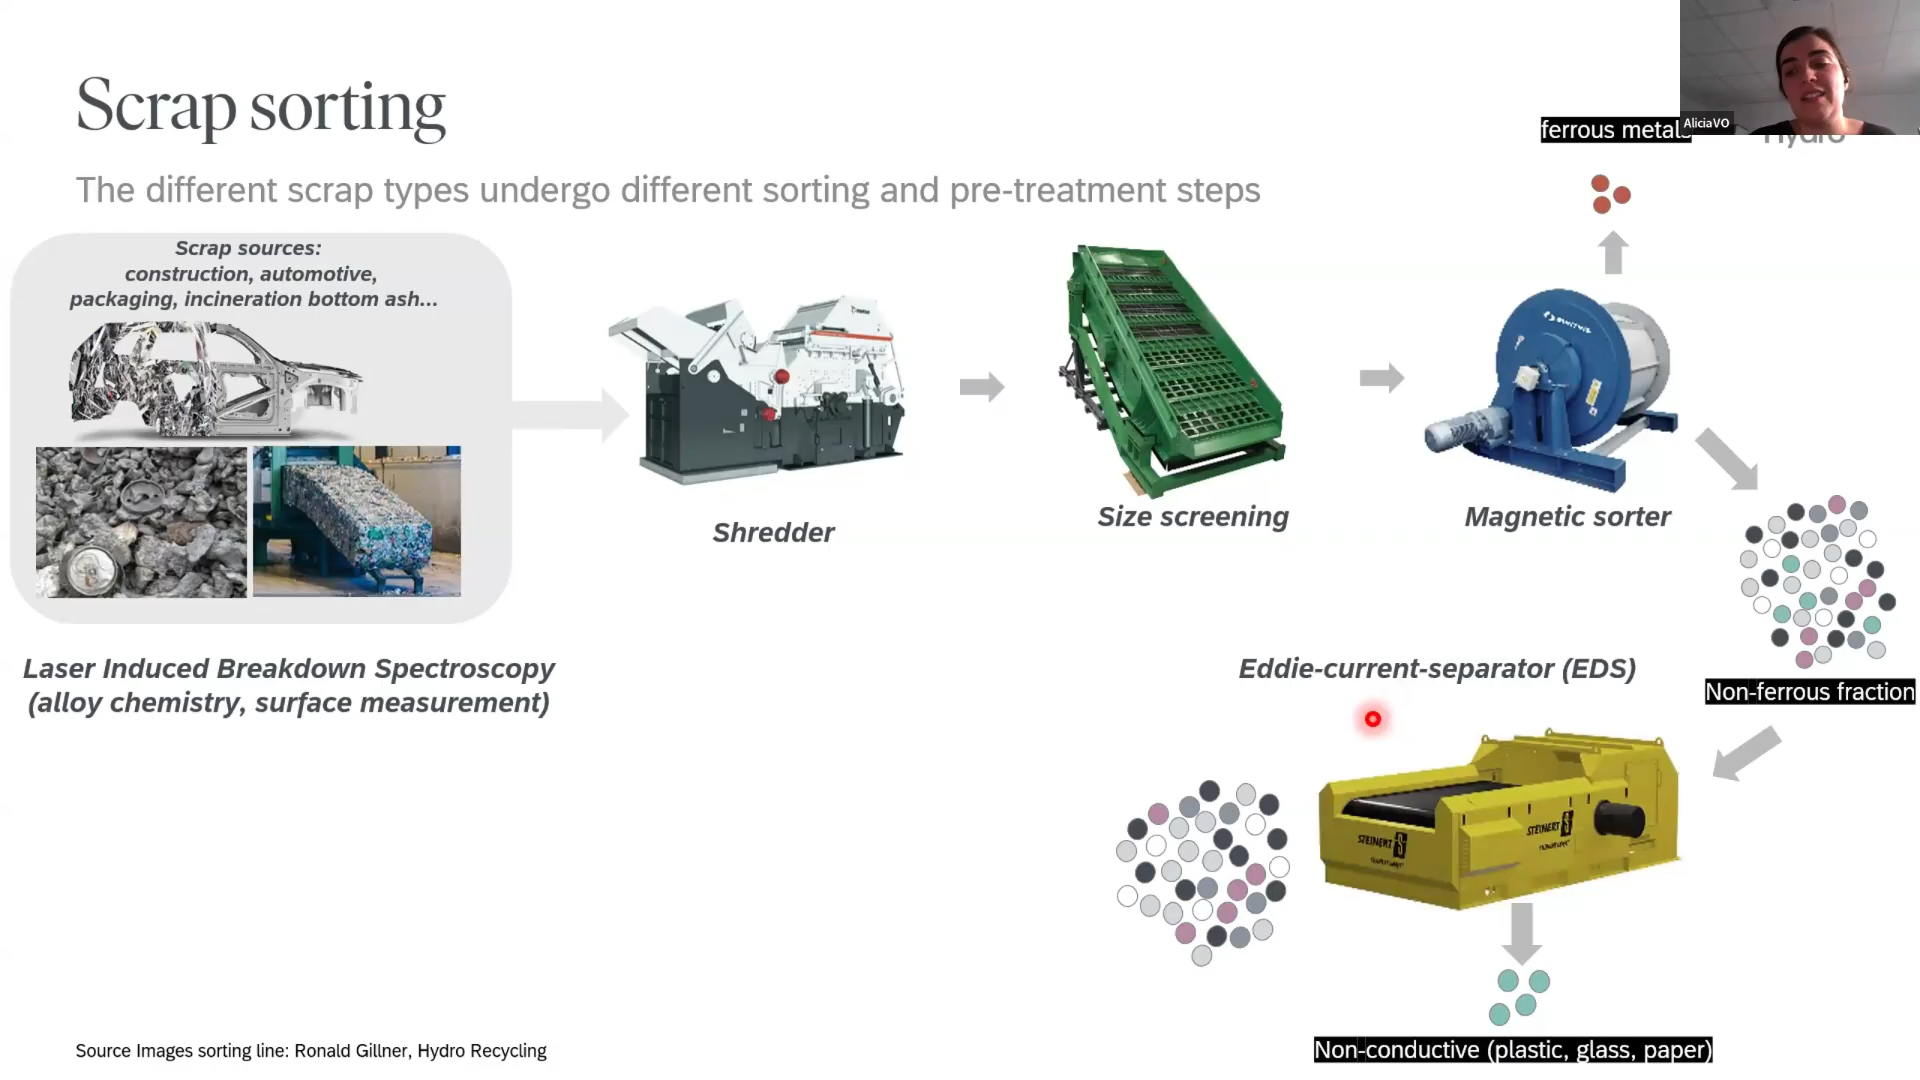 Scrap sorting
AliciaVO
ferrous metals
Hydro
The different scrap types undergo different sorting and pre-treatment steps
Scrap sources:
construction, automotive,
packaging, incineration bottom ash...
Shredder
Size screening
Magnetic sorter
Laser Induced Breakdown Spectroscopy
(alloy chemistry, surface measurement)
Eddie-current-separator (EDS)
Non-ferrous fraction
STEINERT
STEINERT
Source Images sorting line: Ronald Gillner, Hydro Recycling
Non-conductive (plastic, glass, paper)